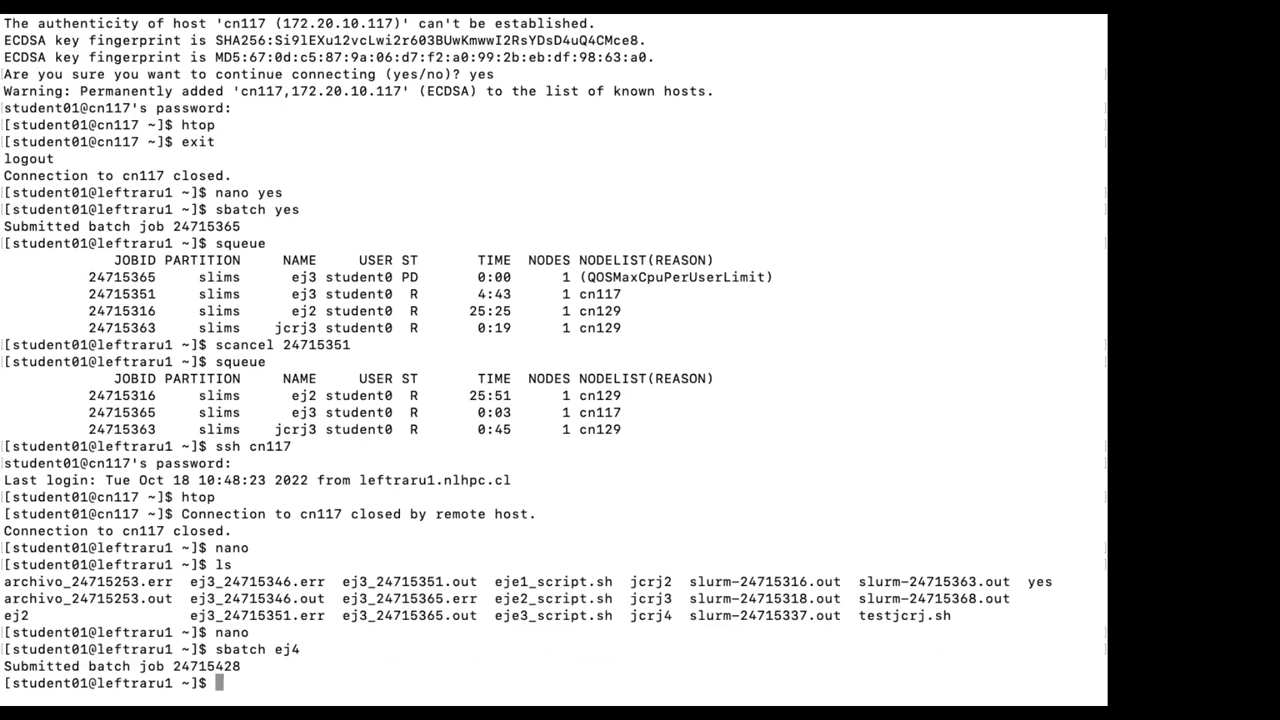 The authenticity of host 'cn117 (172.20.10.117)' can't be established.
ECDSA key fingerprint is SHA256:Si9lEXu12vcLwi2r603BUwKmwwI2RsYDsD4uQ4CMce8.
ECDSA key fingerprint is MD5:67:0d:c5:87:9a:06:d7:f2:a0:99:2b:eb:df:98:63:a0.
Are you sure you want to continue connecting (yes/no)? yes
Warning: Permanently added 'cn117,172.20.10.117' (ECDSA) to the list of known hosts.
student01@cn117's password:
[student01@cn117 ~]$ htop
[student01@cn117 ~]$ exit
logout
Connection to cn117 closed.
[student01@leftraru1 ~]$ nano yes
[student01@leftraru1 ~]$ sbatch yes
Submitted batch job 24715365
[student01@leftraru1 ~]$ squeue
JOBID PARTITION NAME USER ST TIME NODES NODELIST(REASON)
24715365 slims ej3 student0 PD 0:00 1 (QOSMaxCpuPerUserLimit)
24715351 slims ej3 student0 R 4:43 1 cn117
24715316 slims ej2 student0 R 25:25 1 cn129
24715363 slims jcrj3 student0 R 0:19 1 cn129
[student01@leftraru1 ~]$ scancel 24715351
[student01@leftraru1 ~]$ squeue
JOBID PARTITION NAME USER ST TIME NODES NODELIST(REASON)
24715316 slims ej2 student0 R 25:51 1 cn129
24715365 slims ej3 student0 R 0:03 1 cn117
24715363 slims jcrj3 student0 R 0:45 1 cn129
[student01@leftraru1 ~]$ ssh cn117
student01@cn117's password:
Last login: Tue Oct 18 10:48:23 2022 from leftraru1.nlhpc.cl
[student01@cn117 ~]$ htop
[student01@cn117 ~]$ Connection to cn117 closed by remote host.
Connection to cn117 closed.
[student01@leftraru1 ~]$ nano
[student01@leftraru1 ~]$ ls
archivo_24715253.err ej3_24715346.err ej3_24715351.out eje1_script.sh jcrj2 slurm-24715316.out slurm-24715363.out yes
archivo_24715253.out ej3_24715346.out ej3_24715365.err eje2_script.sh jcrj3 slurm-24715318.out slurm-24715368.out
ej2 ej3_24715351.err ej3_24715365.out eje3_script.sh jcrj4 slurm-24715337.out testjcrj.sh
[student01@leftraru1 ~]$ nano
[student01@leftraru1 ~]$ sbatch ej4
Submitted batch job 24715428
[student01@leftraru1 ~]$